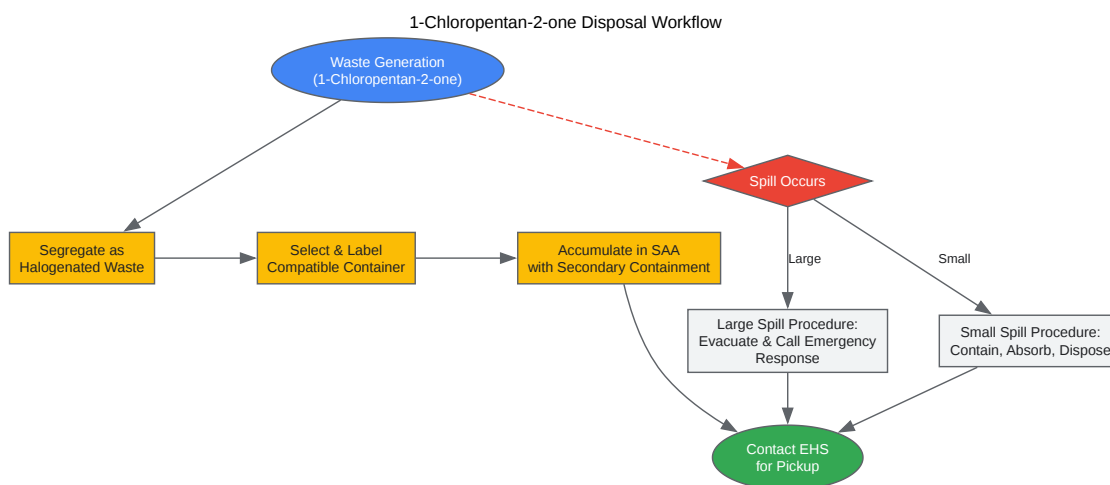 1-Chloropentan-2-one Disposal Workflow
Waste Generation
(1-Chloropentan-2-one)
Spill Occurs
Segregate as
Halogenated Waste
Select & Label
Compatible Container
Accumulate in SAA
with Secondary Containment
Large
Small
Large Spill Procedure:
Evacuate & Call Emergency
Response
Small Spill Procedure:
Contain, Absorb, Dispose
Contact EHS
for Pickup